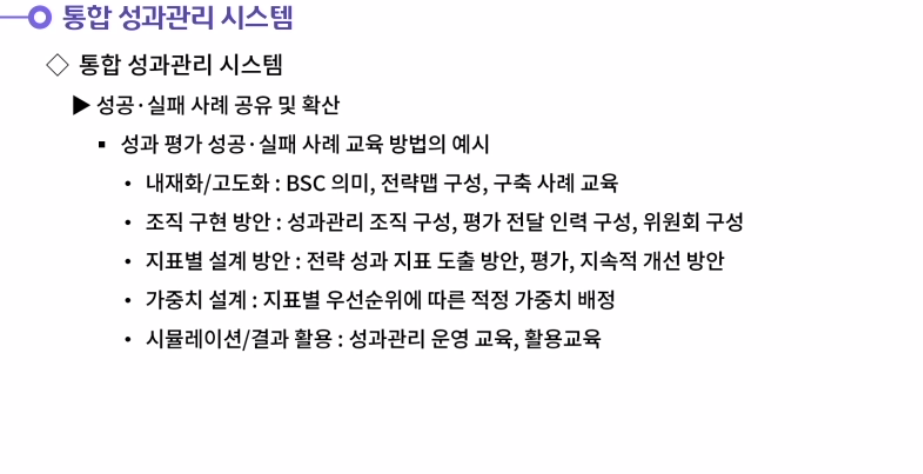 통합 성과관리 시스템
◇ 통합 성과관리 시스템
▶ 성공·실패 사례 공유 및 확산
▪ 성과 평가 성공·실패 사례 교육 방법의 예시
• 내재화/고도화 : BSC 의미, 전략맵 구성, 구축 사례 교육
• 조직 구현 방안 : 성과관리 조직 구성, 평가 전달 인력 구성, 위원회 구성
• 지표별 설계 방안 : 전략 성과 지표 도출 방안, 평가, 지속적 개선 방안
• 가중치 설계 : 지표별 우선순위에 따른 적정 가중치 배정
• 시뮬레이션/결과 활용 : 성과관리 운영 교육, 활용교육